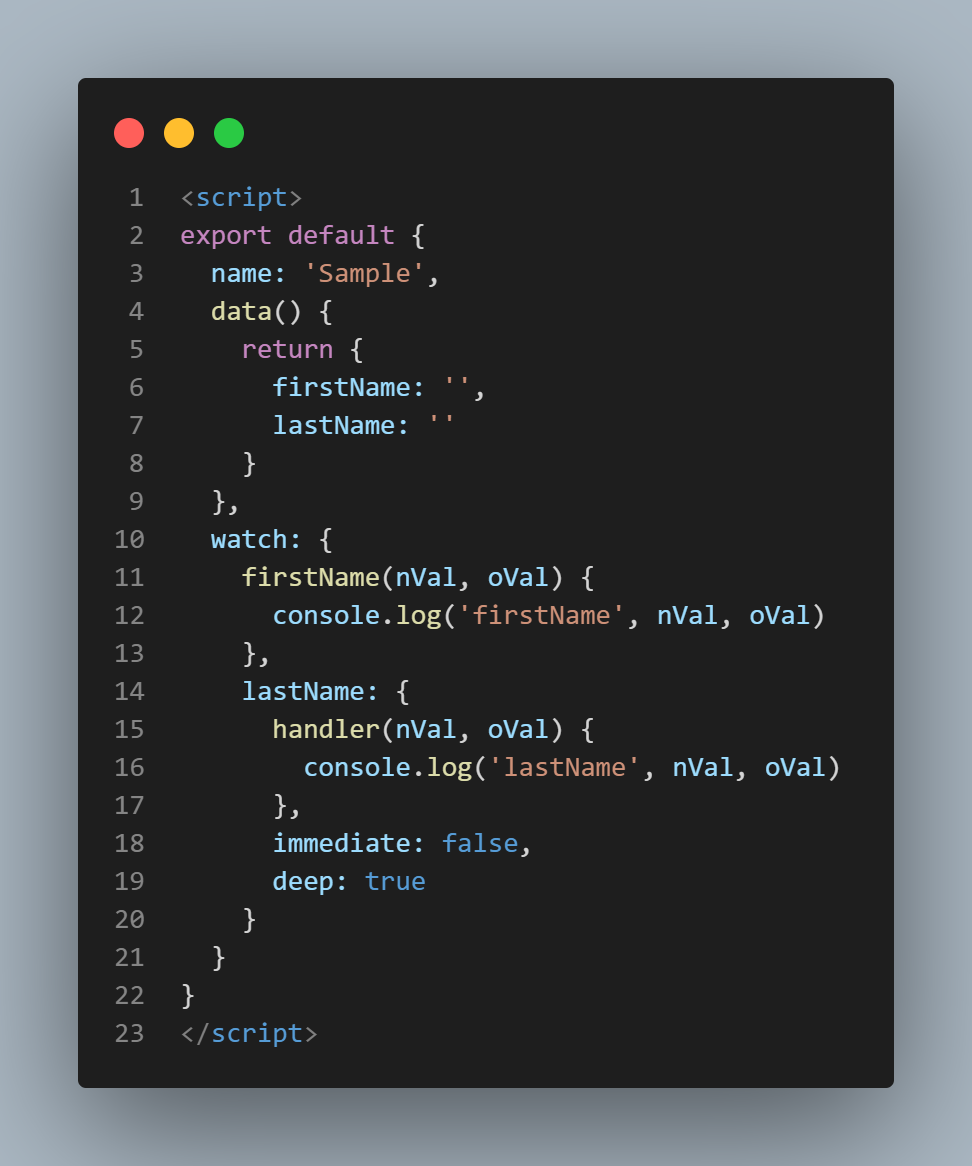 1 <script>
2 export default {
3   name: 'Sample',
4   data() {
5     return {
6       firstName: '',
7       lastName: ''
8     }
9   },
10   watch: {
11     firstName(nVal, oVal) {
12       console.log('firstName', nVal, oVal)
13     },
14     lastName: {
15       handler(nVal, oVal) {
16         console.log('lastName', nVal, oVal)
17       },
18       immediate: false,
19       deep: true
20     }
21   }
22 }
23 </script>